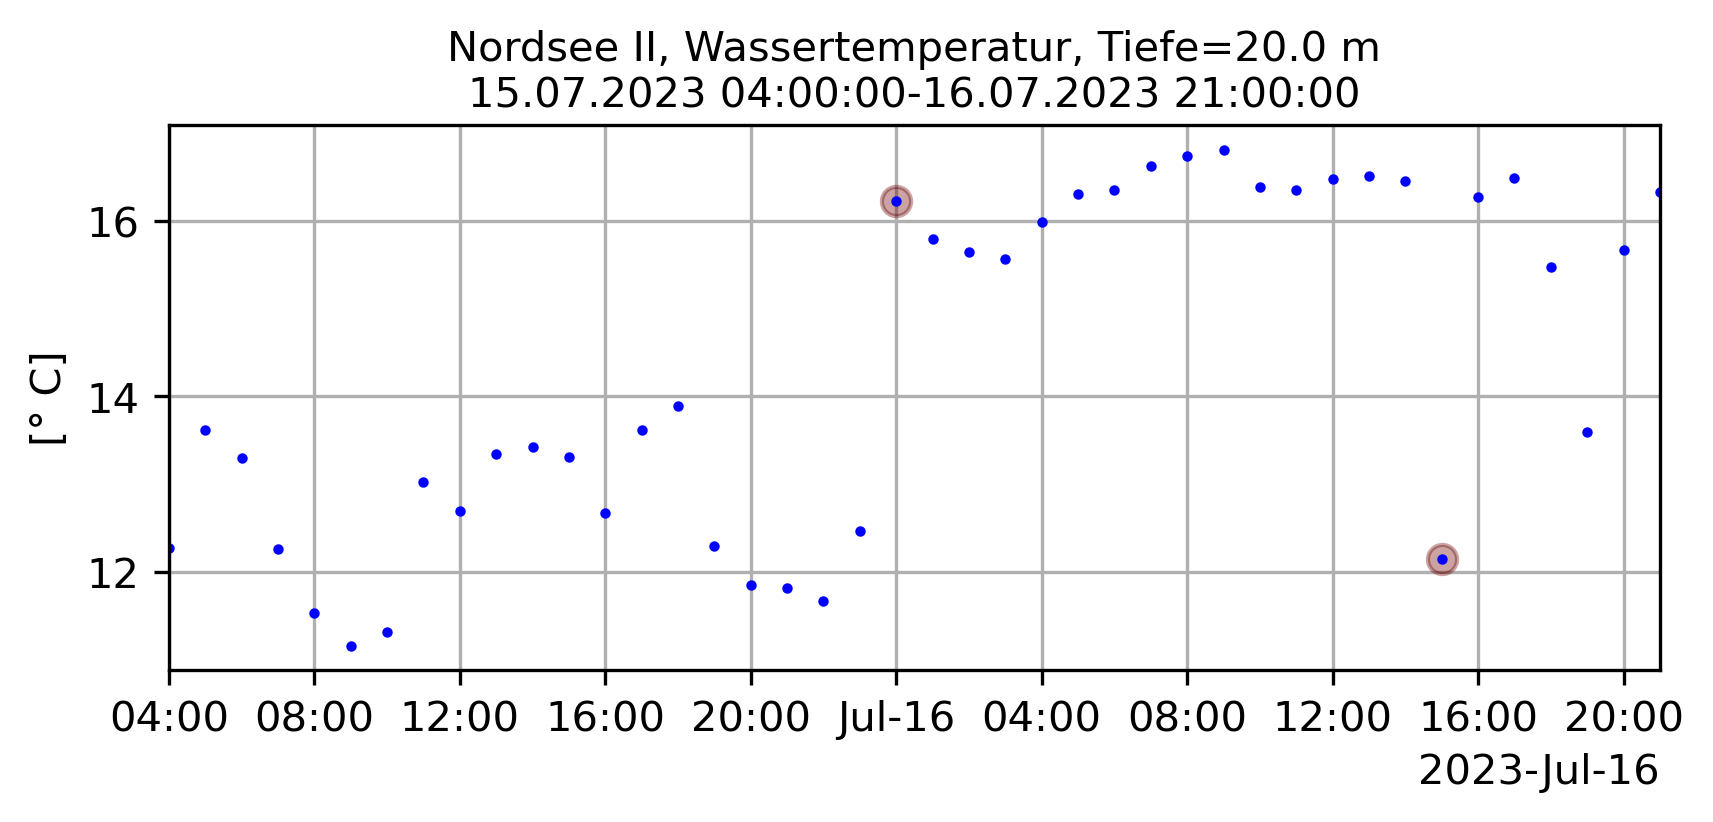 Nordsee II, Wassertemperatur, Tiefe=20.0 m
15.07.2023 04:00:00-16.07.2023 21:00:00
[° C]
16
14
12
04:00 08:00 12:00 16:00 20:00 Jul-16 04:00 08:00 12:00 16:00 20:00
2023-Jul-16